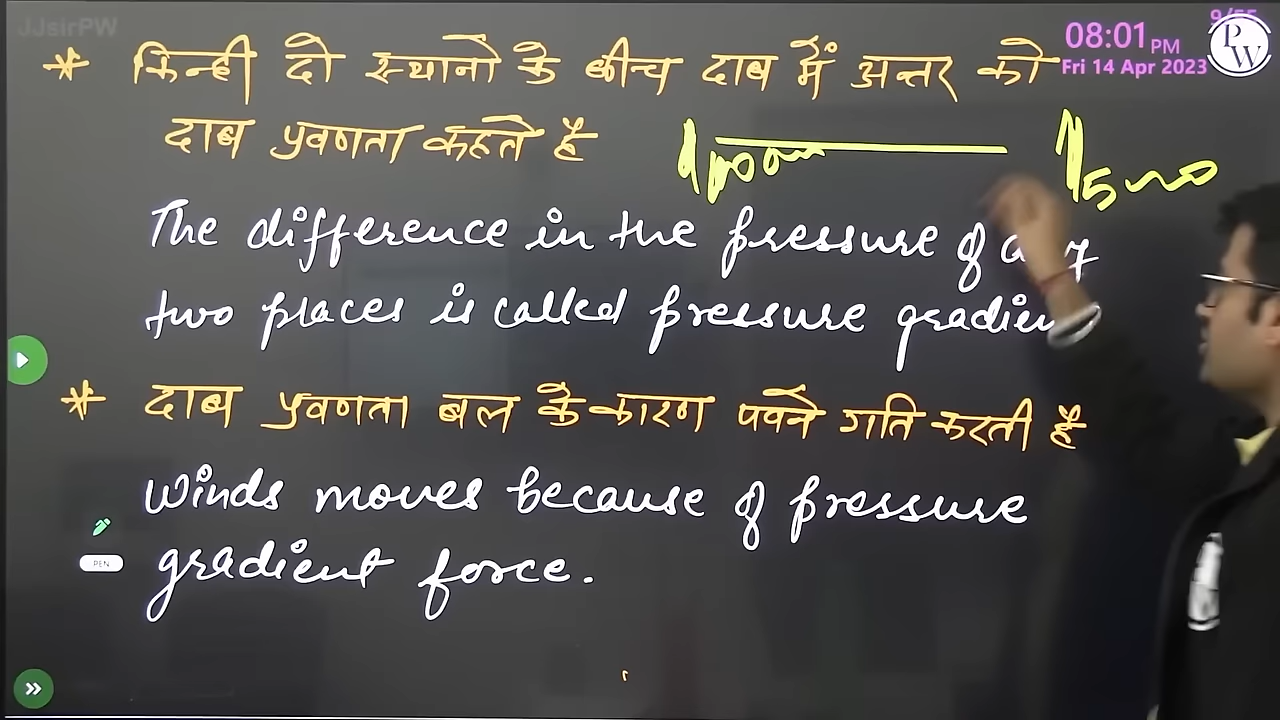 JJsirPW
08:01 PM
Fri 14 Apr 2023
PW
* किन्ही दो स्थानों के बीच दाब में अन्तर को
दाब प्रवणता कहते है
The difference in the pressure of any
two places is called pressure gradient
* दाब प्रवणता बल के कारण पवने गति करती है
Winds moves because of pressure
gradient force.
PEN